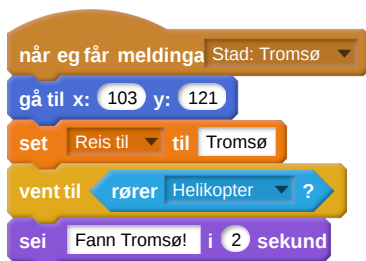 når eg får meldinga Stad: Tromsø
gå til x: 103 y: 121
set Reis til til Tromsø
vent til rører Helikopter ?
sei Fann Tromsø! i 2 sekund